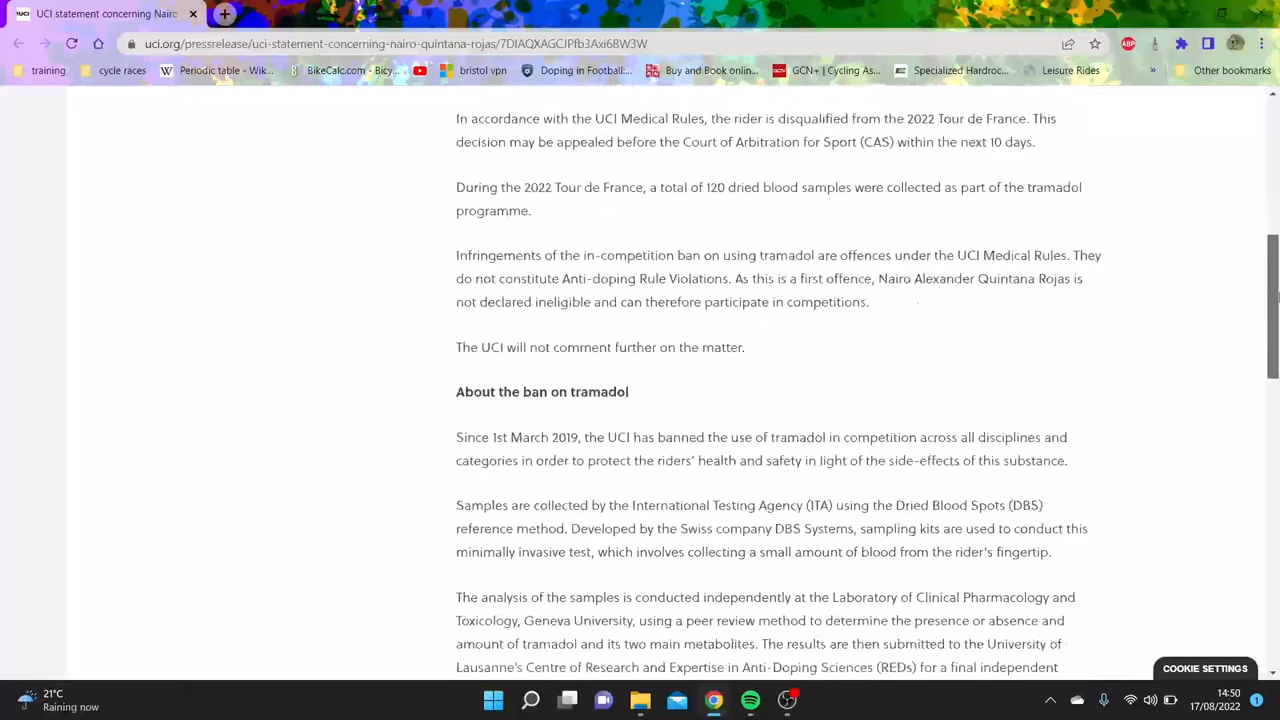 UCI statement concerning Nairo
uci.org/pressrelease/uci-statement-concerning-nairo-quintana-rojas/7DIAQXAGCJPfb3Axi6BW3W
ABP
training
cycle races
Periodic table - Wik...
BikeCalc.com - Bicy...
bristol vpn
Doping in Football:...
Buy and Book onlin...
GCN+ | Cycling As...
Specialized Hardroc...
Leisure Rides
»
Other bookmarks
In accordance with the UCI Medical Rules, the rider is disqualified from the 2022 Tour de France. This
decision may be appealed before the Court of Arbitration for Sport (CAS) within the next 10 days.
During the 2022 Tour de France, a total of 120 dried blood samples were collected as part of the tramadol
programme.
Infringements of the in-competition ban on using tramadol are offences under the UCI Medical Rules. They
do not constitute Anti-doping Rule Violations. As this is a first offence, Nairo Alexander Quintana Rojas is
not declared ineligible and can therefore participate in competitions.
The UCI will not comment further on the matter.
About the ban on tramadol
Since 1st March 2019, the UCI has banned the use of tramadol in competition across all disciplines and
categories in order to protect the riders' health and safety in light of the side-effects of this substance.
Samples are collected by the International Testing Agency (ITA) using the Dried Blood Spots (DBS)
reference method. Developed by the Swiss company DBS Systems, sampling kits are used to conduct this
minimally invasive test, which involves collecting a small amount of blood from the rider's fingertip.
The analysis of the samples is conducted independently at the Laboratory of Clinical Pharmacology and
Toxicology, Geneva University, using a peer review method to determine the presence or absence and
amount of tramadol and its two main metabolites. The results are then submitted to the University of
Lausanne's Centre of Research and Expertise in Anti-Doping Sciences (REDs) for a final independent
COOKIE SETTINGS
21°C
Raining now
14:50
17/08/2022
1